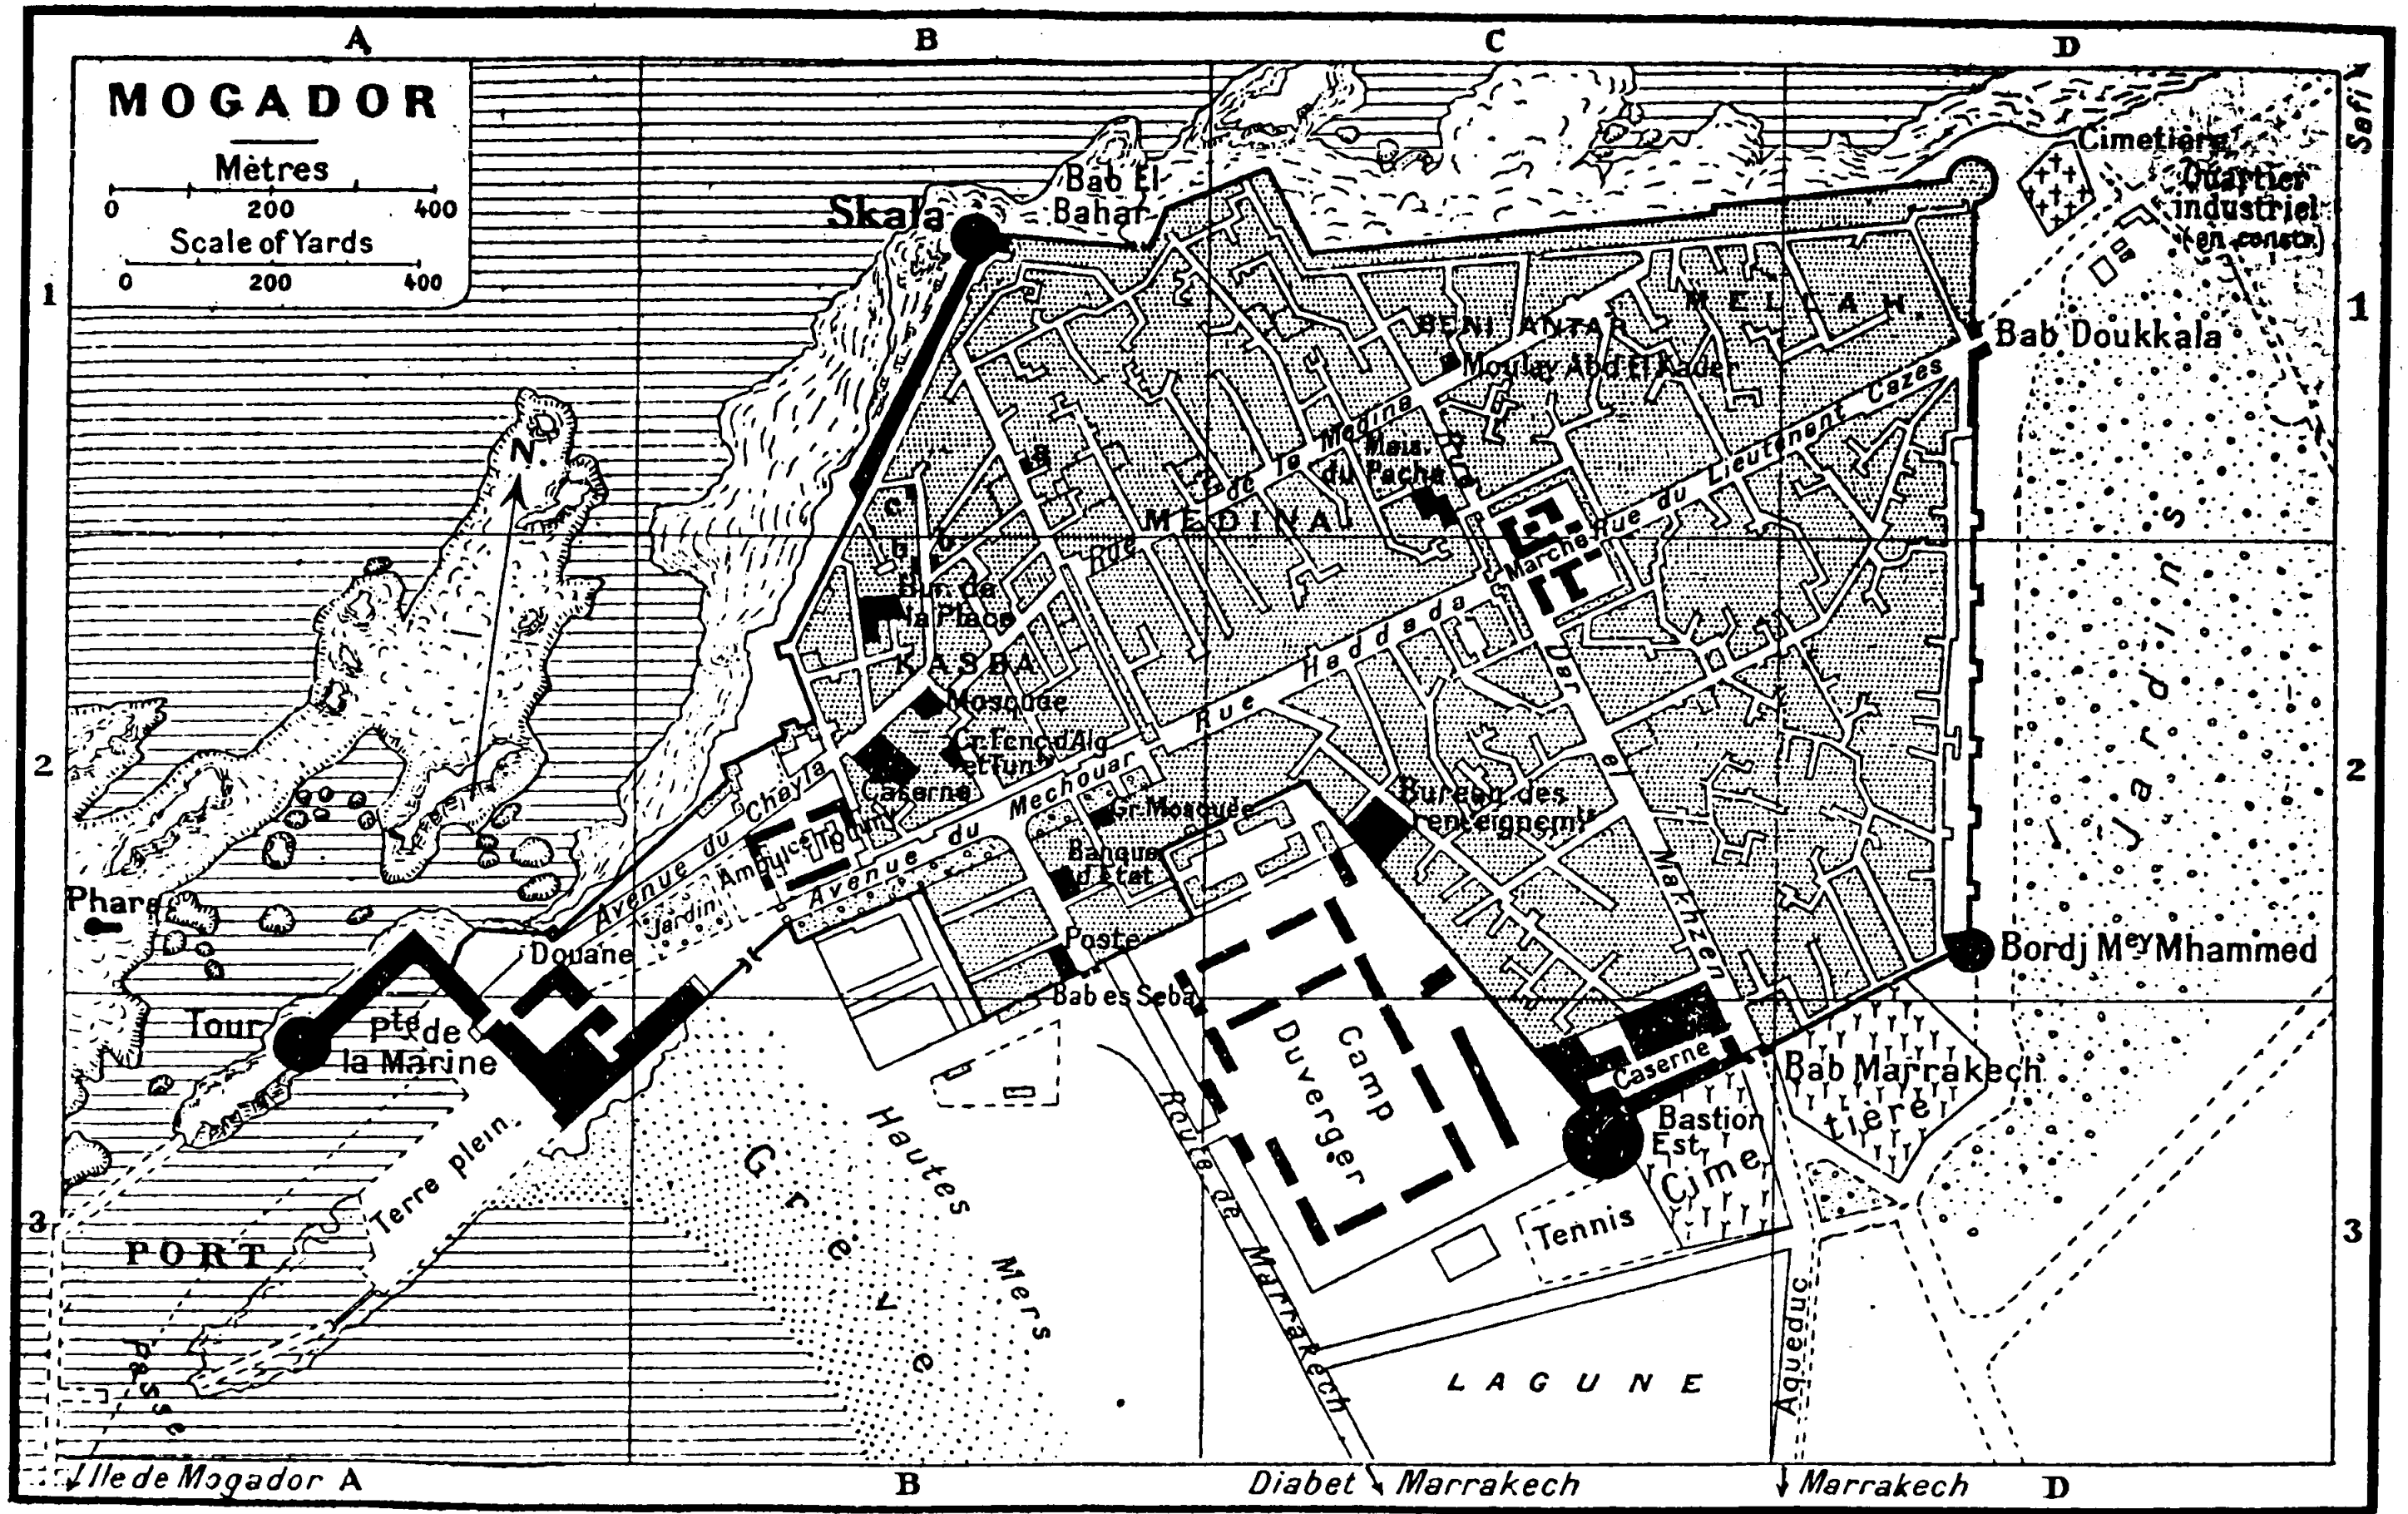 A B C D
MOGADOR
Mètres
0 200 400
Scale of Yards
0 200 400
Safi
Cimetière
Quartier
industriel
(en constr.)
Bab El
Bahar
Skala
1
1
MELLAH
BENI ANTAR
Bab Doukkala
Moulay Abd El Kader
Rue du Lieutenant Cazes
Rue de la Medina
Mais.
du Pacha
N.
a
c
b
MEDINA
Marché
Bur. de
la Place
Rue Haddada
Rue Dar el Makhzen
KASBA
Mosquée
Cr. Fonc. d'Alg.
et Tun.
Jardins
2
2
Caserne
Avenue du Chayla
Avenue du Mechouar
Gr. Mosquée
Bureau des
renseignemts
Banque
d'Etat
Jardin
Phare
Douane
Poste
Bab es Seba
Bordj Mey Mhammed
Tour
Pte de
la Marine
Camp
Duverger
Caserne
Bab Marrakech
Bastion
Est
Cimetière
Terre plein
Grève
Hautes Mers
Route de Marrakech
Tennis
3
3
PORT
Passe
LAGUNE
Aqueduc
Ile de Mogador A B Diabet Marrakech Marrakech D